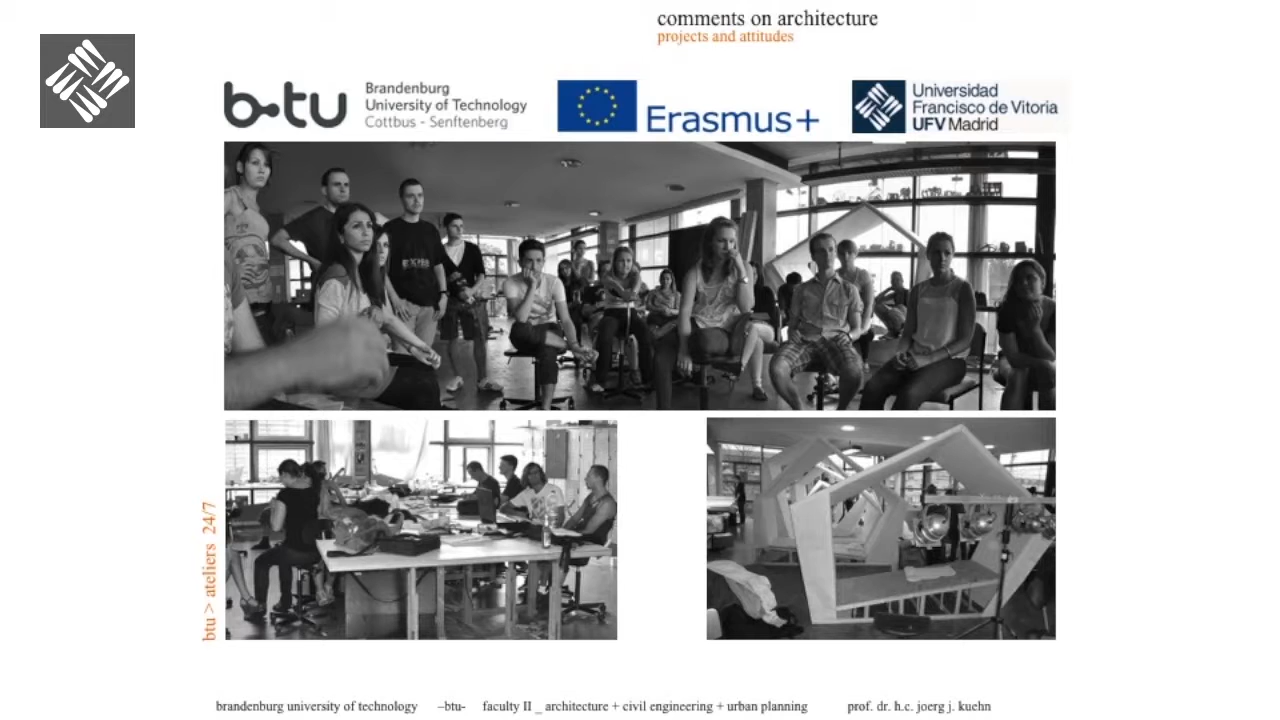 comments on architecture
projects and attitudes
b-tu
Brandenburg
University of Technology
Cottbus - Senftenberg
Erasmus+
Universidad
Francisco de Vitoria
UFV Madrid
btu > ateliers 24/7
brandenburg university of technology –btu- faculty II _ architecture + civil engineering + urban planning prof. dr. h.c. joerg j. kuehn